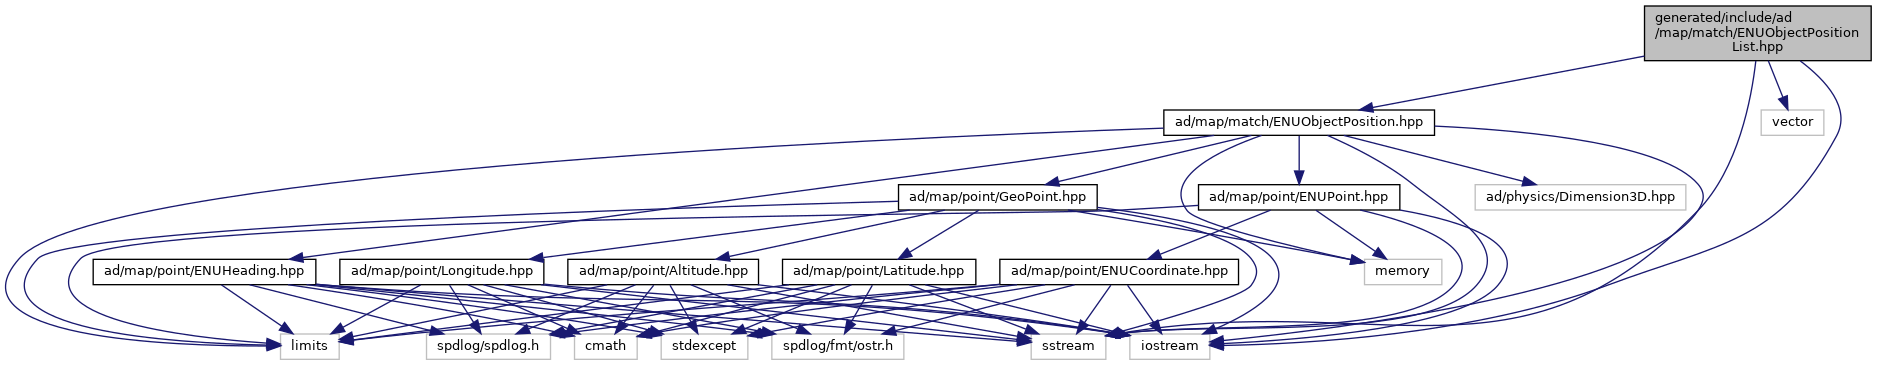 generated/include/ad
/map/match/ENUObjectPosition
List.hpp
ad/map/match/ENUObjectPosition.hpp
vector
ad/map/point/GeoPoint.hpp
ad/map/point/ENUPoint.hpp
ad/physics/Dimension3D.hpp
ad/map/point/ENUHeading.hpp
ad/map/point/Longitude.hpp
ad/map/point/Altitude.hpp
ad/map/point/Latitude.hpp
ad/map/point/ENUCoordinate.hpp
memory
limits
spdlog/spdlog.h
cmath
stdexcept
spdlog/fmt/ostr.h
sstream
iostream